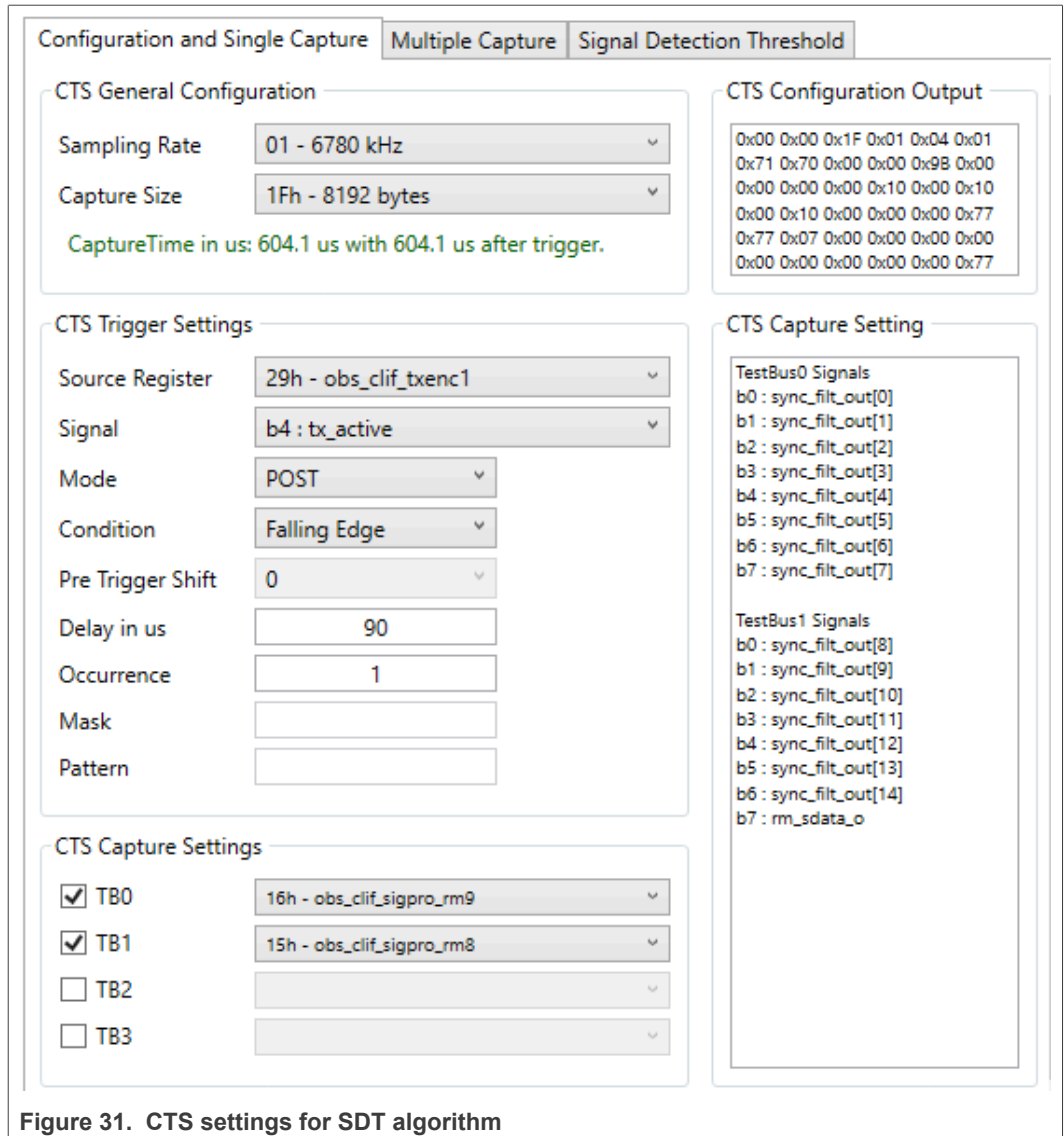 Configuration and Single Capture
Multiple Capture
Signal Detection Threshold
CTS General Configuration
Sampling Rate
01 - 6780 kHz
Capture Size
1Fh - 8192 bytes
CaptureTime in us: 604.1 us with 604.1 us after trigger.
CTS Configuration Output
0x00 0x00 0x1F 0x01 0x04 0x01
0x71 0x70 0x00 0x00 0x9B 0x00
0x00 0x00 0x00 0x10 0x00 0x10
0x00 0x10 0x00 0x00 0x00 0x77
0x77 0x07 0x00 0x00 0x00 0x00
0x00 0x00 0x00 0x00 0x00 0x77
CTS Trigger Settings
Source Register
29h - obs_clif_txenc1
Signal
b4 : tx_active
Mode
POST
Condition
Falling Edge
Pre Trigger Shift
0
Delay in us
90
Occurrence
1
Mask
Pattern
CTS Capture Settings
TB0
16h - obs_clif_sigpro_rm9
TB1
15h - obs_clif_sigpro_rm8
TB2
TB3
CTS Capture Setting
TestBus0 Signals
b0 : sync_filt_out[0]
b1 : sync_filt_out[1]
b2 : sync_filt_out[2]
b3 : sync_filt_out[3]
b4 : sync_filt_out[4]
b5 : sync_filt_out[5]
b6 : sync_filt_out[6]
b7 : sync_filt_out[7]
TestBus1 Signals
b0 : sync_filt_out[8]
b1 : sync_filt_out[9]
b2 : sync_filt_out[10]
b3 : sync_filt_out[11]
b4 : sync_filt_out[12]
b5 : sync_filt_out[13]
b6 : sync_filt_out[14]
b7 : rm_sdata_o
Figure 31. CTS settings for SDT algorithm